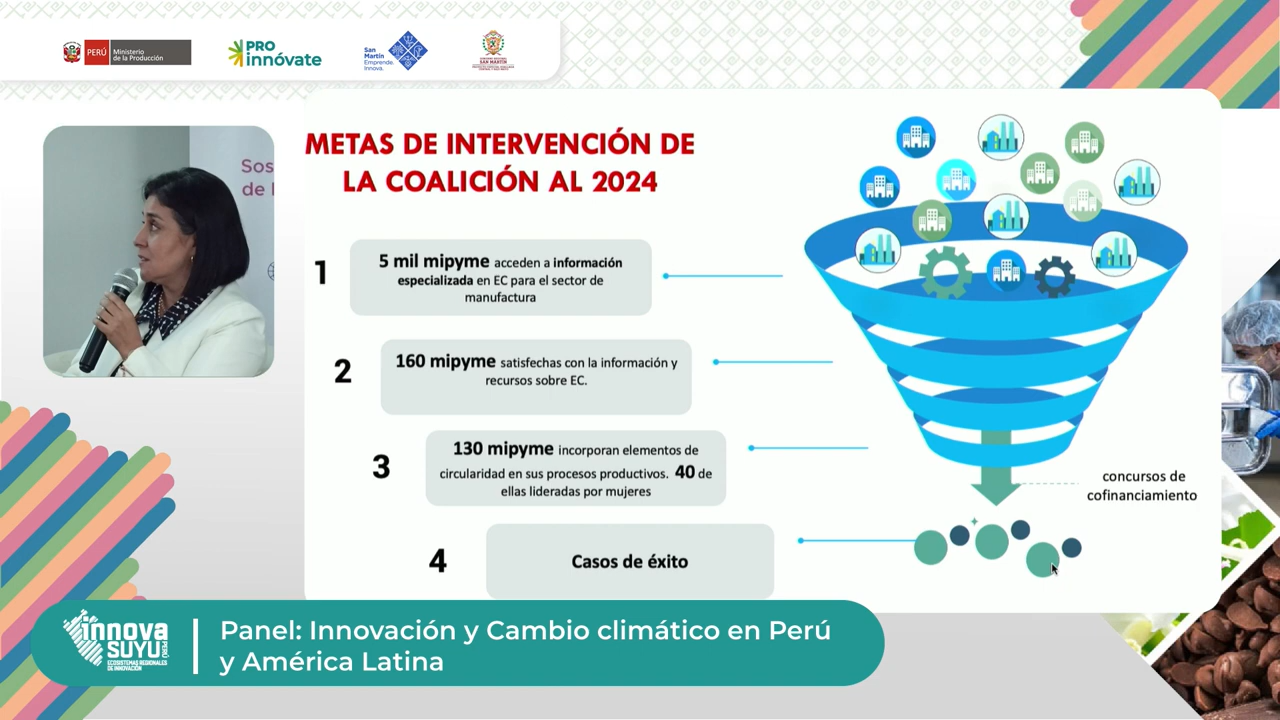 PERÚ
Ministerio
de la Producción
PRO
innóvate
San
Martín
Emprende.
Innova.
SAN MARTÍN
Sos
de
METAS DE INTERVENCIÓN DE
LA COALICIÓN AL 2024
1
5 mil mipyme acceden a información
especializada en EC para el sector de
manufactura
2
160 mipyme satisfechas con la información y
recursos sobre EC.
3
130 mipyme incorporan elementos de
circularidad en sus procesos productivos. 40 de
ellas lideradas por mujeres
concursos de
cofinanciamiento
4
Casos de éxito
innova
SUYU
PERÚ
ECOSISTEMAS REGIONALES
DE INNOVACIÓN
Panel: Innovación y Cambio climático en Perú
y América Latina